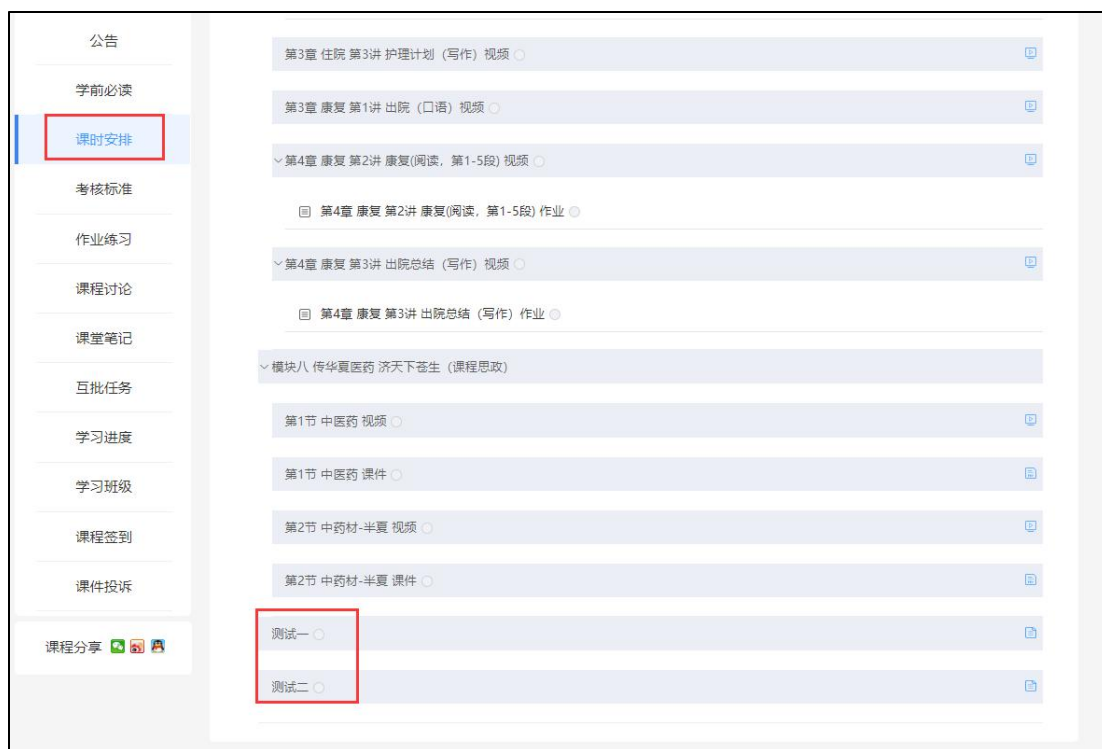 公告
学前必读
课时安排
考核标准
作业练习
课程讨论
课堂笔记
互批任务
学习进度
学习班级
课程签到
课件投诉
课程分享
第3章 住院 第3讲 护理计划（写作）视频
第3章 康复 第1讲 出院（口语）视频
第4章 康复 第2讲 康复(阅读，第1-5段) 视频
第4章 康复 第2讲 康复(阅读，第1-5段) 作业
第4章 康复 第3讲 出院总结（写作）视频
第4章 康复 第3讲 出院总结（写作）作业
模块八 传华夏医药 济天下苍生（课程思政）
第1节 中医药 视频
第1节 中医药 课件
第2节 中药材-半夏 视频
第2节 中药材-半夏 课件
测试一
测试二